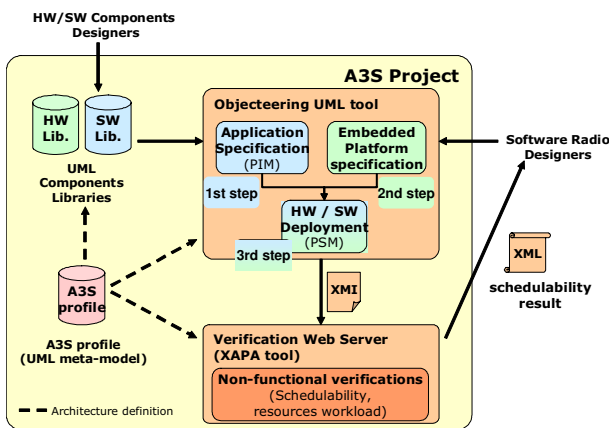 HW/SW Components
Designers
A3S Project
Objecteering UML tool
HW
Lib.
SW
Lib.
Application
Specification
(PIM)
Embedded
Platform
specification
Software Radio
Designers
UML
Components
Libraries
1st step
2nd step
HW / SW
Deployment
(PSM)
3rd step
XMI
XML
schedulability
result
A3S
profile
A3S profile
(UML meta-model)
Verification Web Server
(XAPA tool)
Non-functional verifications
(Schedulability,
resources workload)
Architecture definition